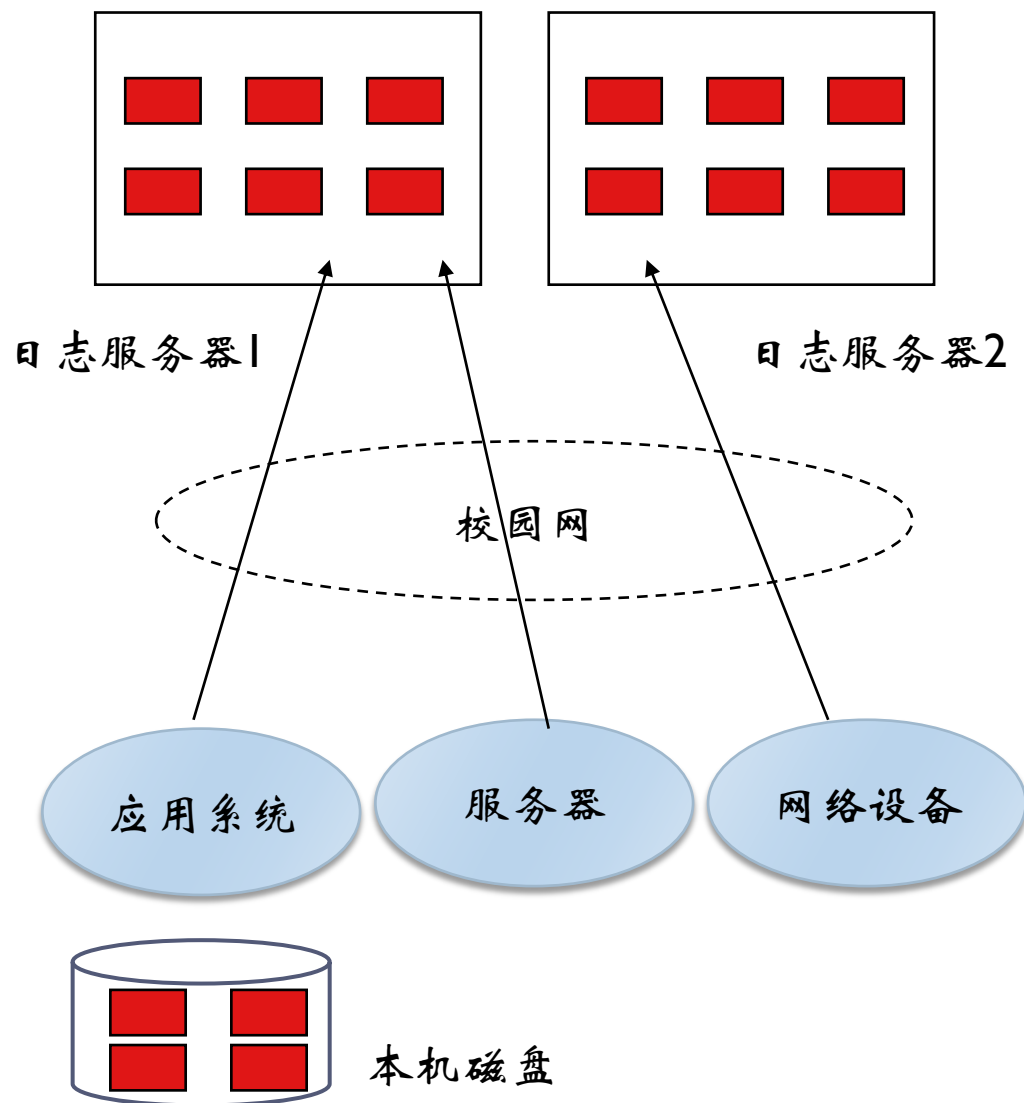 日志服务器1
日志服务器2
校园网
应用系统
服务器
网络设备
本机磁盘